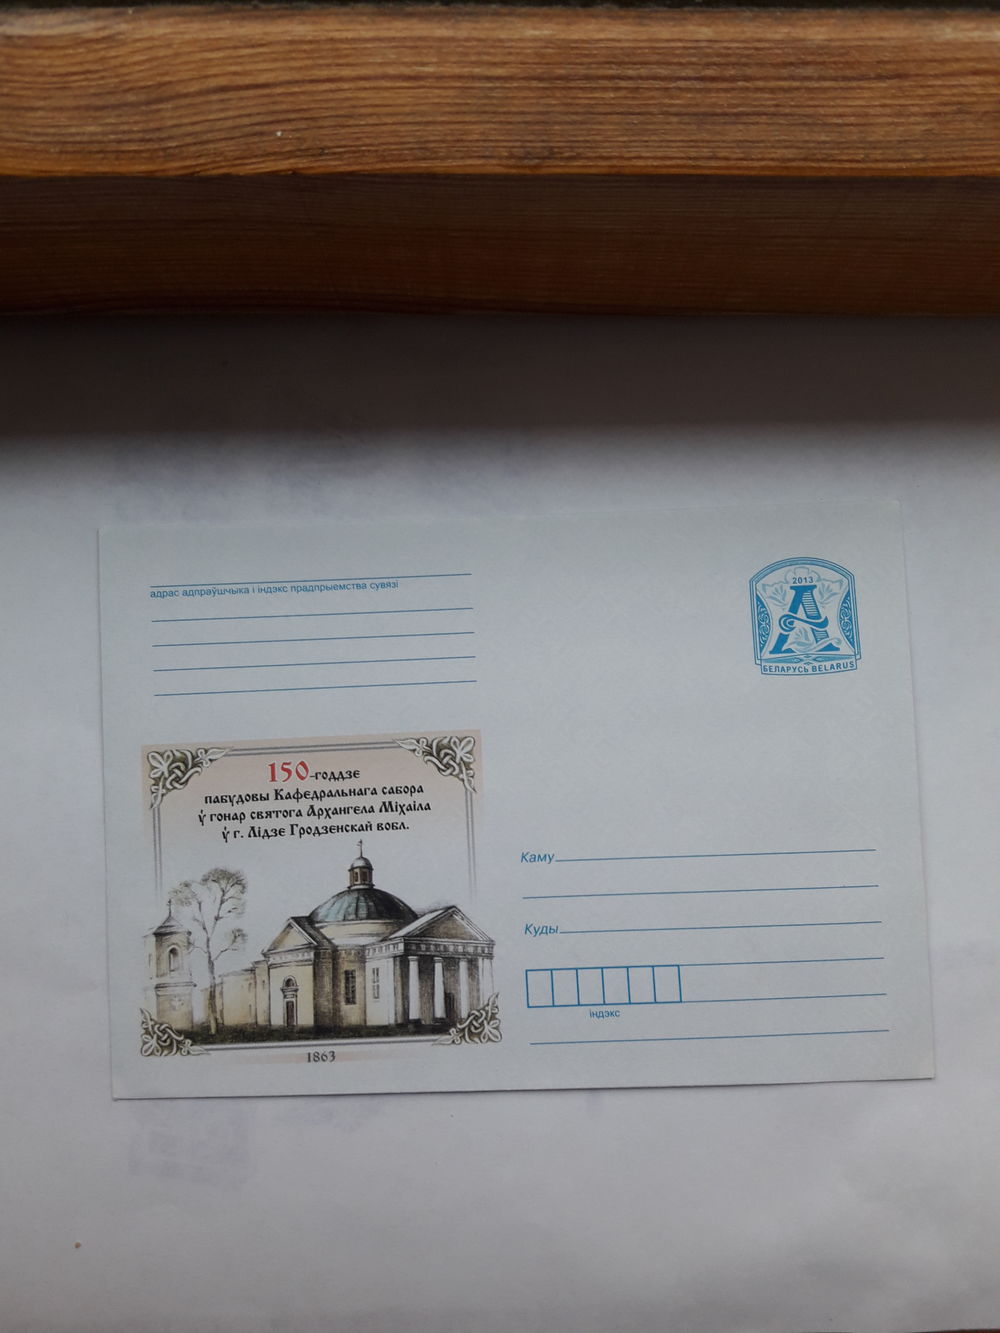 адрас адпраўшчыка і індэкс прадпрыемства сувязі
2013
А
БЕЛАРУСЬ BELARUS
150-годдзе
пабудовы Кафедральнага сабора
ў гонар святога Архангела Міхаіла
ў г. Лідзе Гродзенскай вобл.
1863
Каму
Куды
індэкс